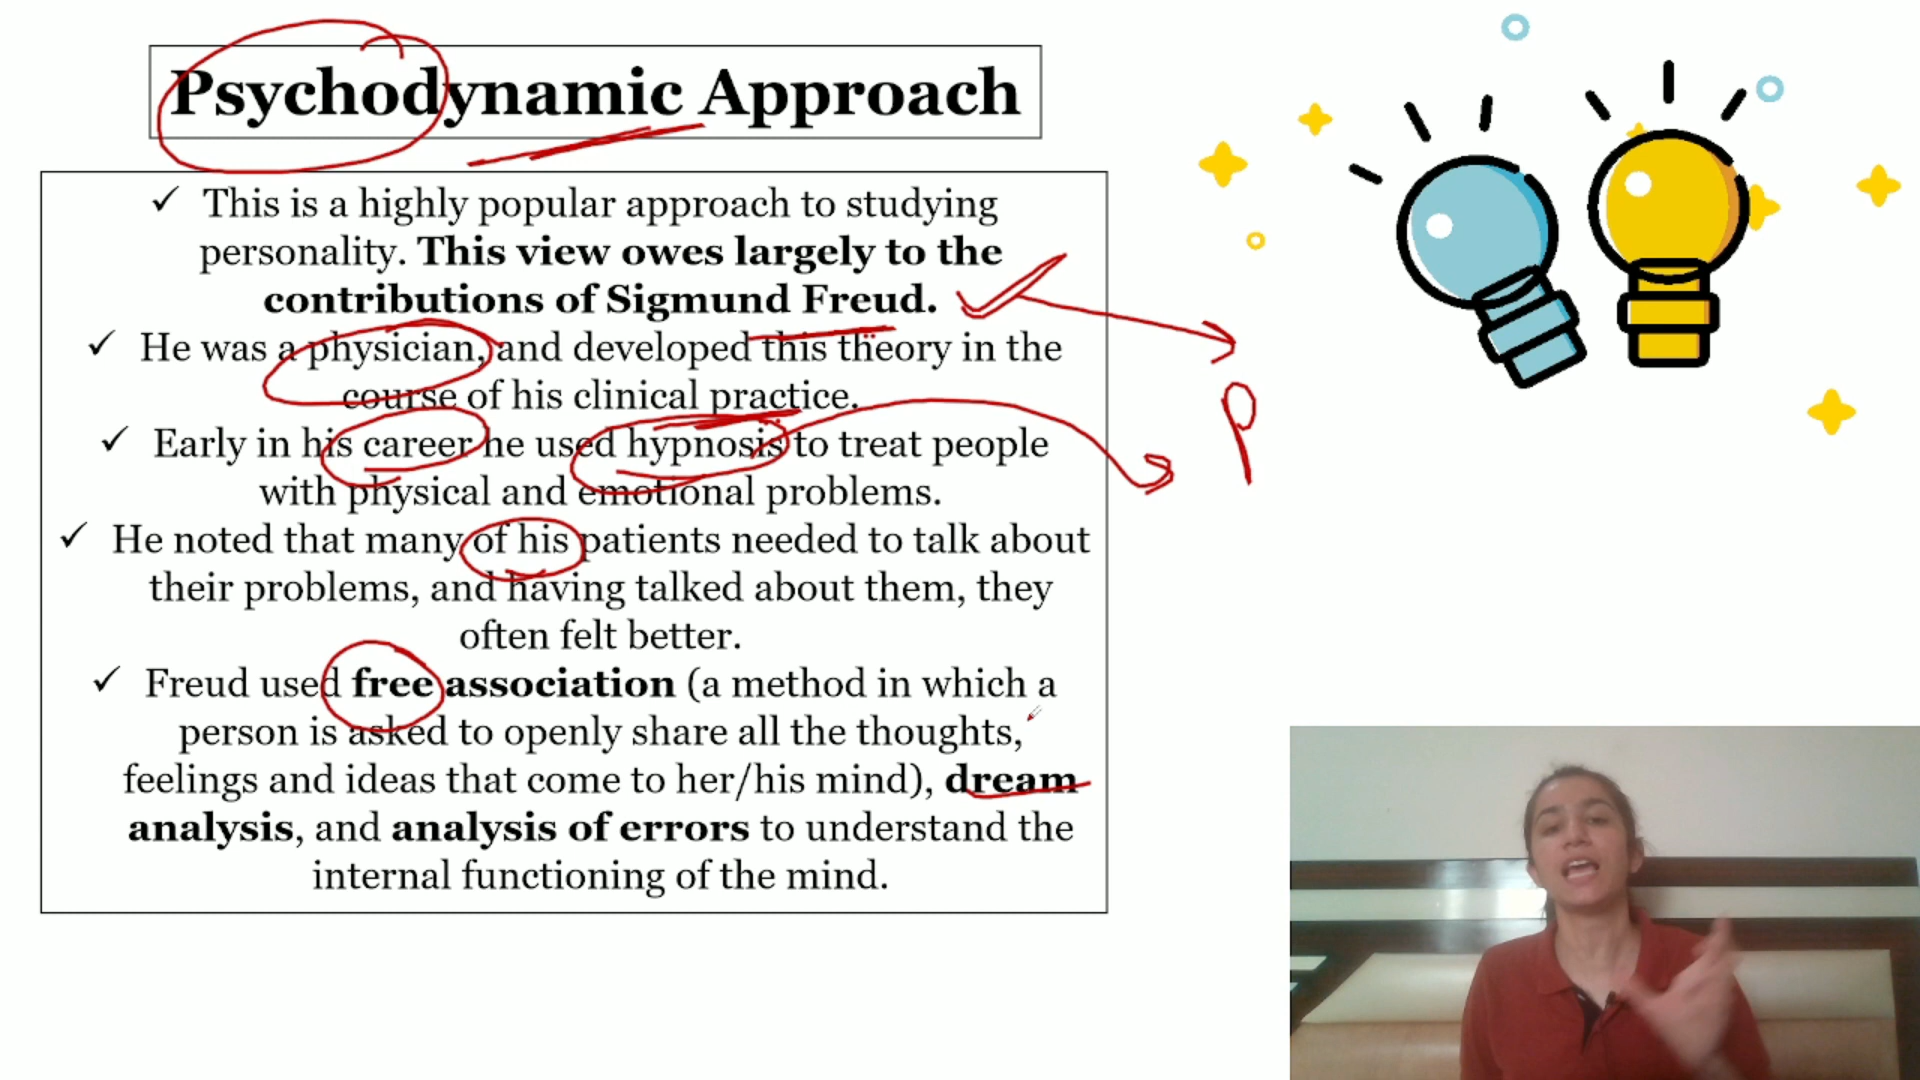 Psychodynamic Approach
✓ This is a highly popular approach to studying
personality. This view owes largely to the
contributions of Sigmund Freud.
✓ He was a physician, and developed this theory in the
course of his clinical practice.
✓ Early in his career he used hypnosis to treat people
with physical and emotional problems.
✓ He noted that many of his patients needed to talk about
their problems, and having talked about them, they
often felt better.
✓ Freud used free association (a method in which a
person is asked to openly share all the thoughts,
feelings and ideas that come to her/his mind), dream
analysis, and analysis of errors to understand the
internal functioning of the mind.
P